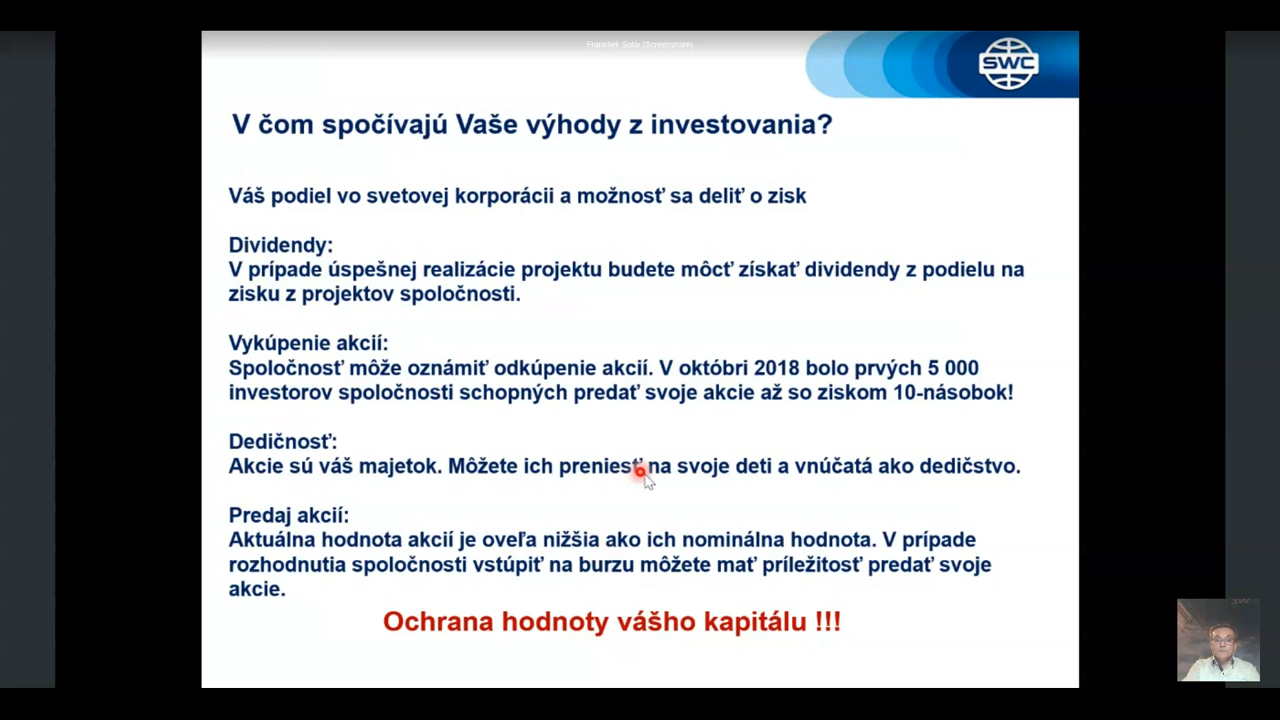 František Solár (Screenshare)
SWC
V čom spočívajú Vaše výhody z investovania?
Váš podiel vo svetovej korporácii a možnosť sa deliť o zisk
Dividendy:
V prípade úspešnej realizácie projektu budete môcť získať dividendy z podielu na
zisku z projektov spoločnosti.
Vykúpenie akcií:
Spoločnosť môže oznámiť odkúpenie akcií. V októbri 2018 bolo prvých 5 000
investorov spoločnosti schopných predať svoje akcie až so ziskom 10-násobok!
Dedičnosť:
Akcie sú váš majetok. Môžete ich preniesť na svoje deti a vnúčatá ako dedičstvo.
Predaj akcií:
Aktuálna hodnota akcií je oveľa nižšia ako ich nominálna hodnota. V prípade
rozhodnutia spoločnosti vstúpiť na burzu môžete mať príležitosť predať svoje
akcie.
Ochrana hodnoty vášho kapitálu !!!